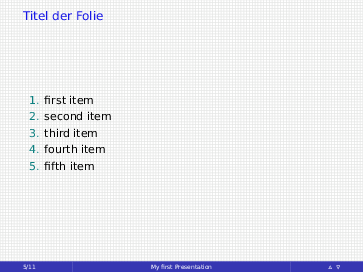 Titel der Folie
1. first item
2. second item
3. third item
4. fourth item
5. fifth item
5/11 My first Presentation